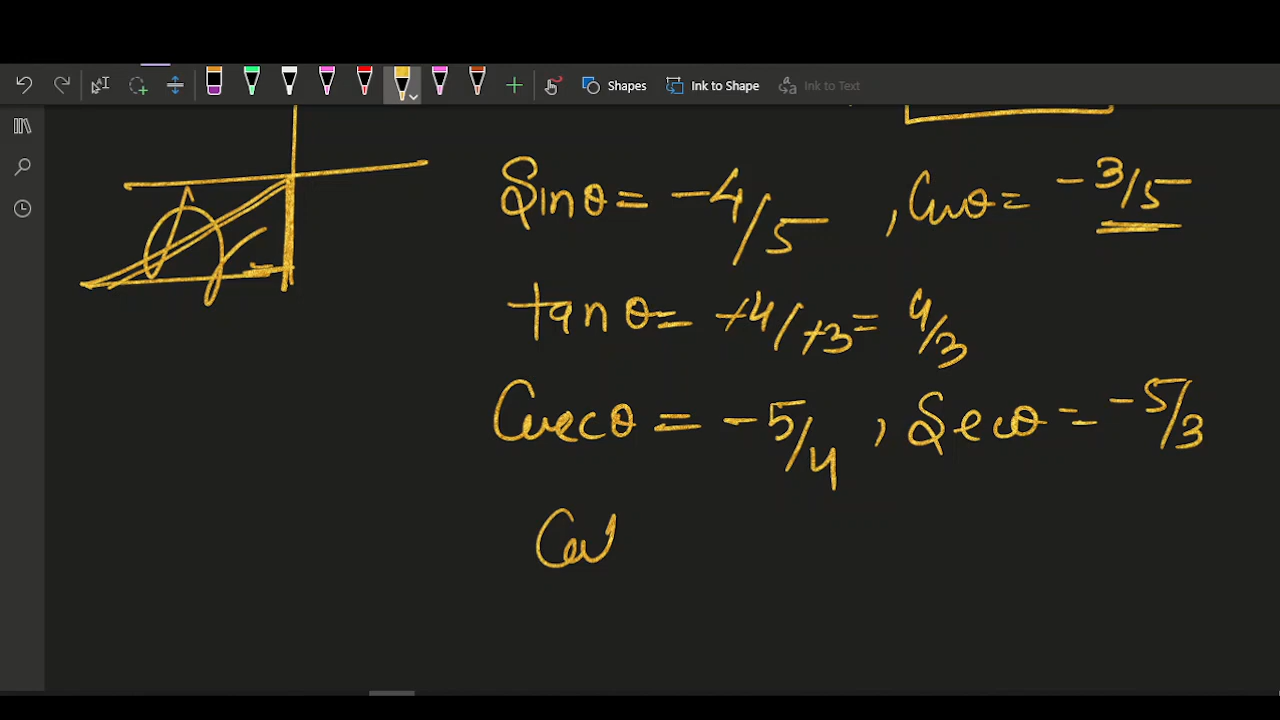 Shapes Ink to Shape Ink to Text
Sinθ = -4/5 , Cosθ = -3/5
tanθ = +4/+3 = 4/3
Cosecθ = -5/4 , Secθ = -5/3